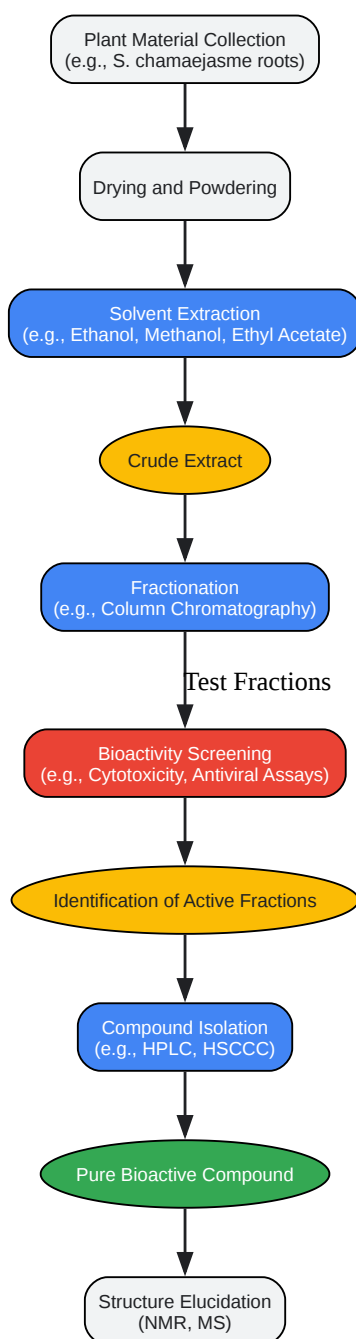 Plant Material Collection
(e.g., S. chamaejasme roots)
Drying and Powdering
Solvent Extraction
(e.g., Ethanol, Methanol, Ethyl Acetate)
Crude Extract
Fractionation
(e.g., Column Chromatography)
Test Fractions
Bioactivity Screening
(e.g., Cytotoxicity, Antiviral Assays)
Identification of Active Fractions
Compound Isolation
(e.g., HPLC, HSCCC)
Pure Bioactive Compound
Structure Elucidation
(NMR, MS)